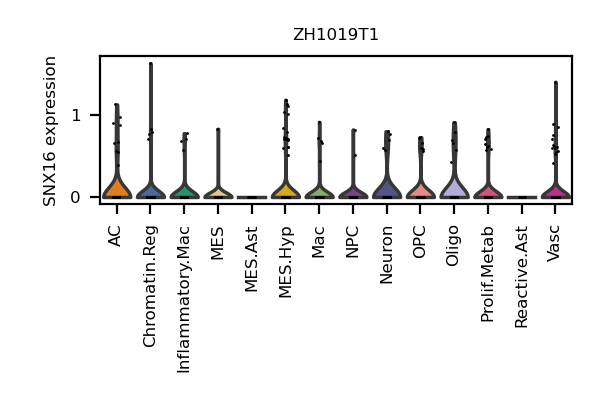 ZH1019T1
SNX16 expression
1
0
AC
Chromatin.Reg
Inflammatory.Mac
MES
MES.Ast
MES.Hyp
Mac
NPC
Neuron
OPC
Oligo
Prolif.Metab
Reactive.Ast
Vasc